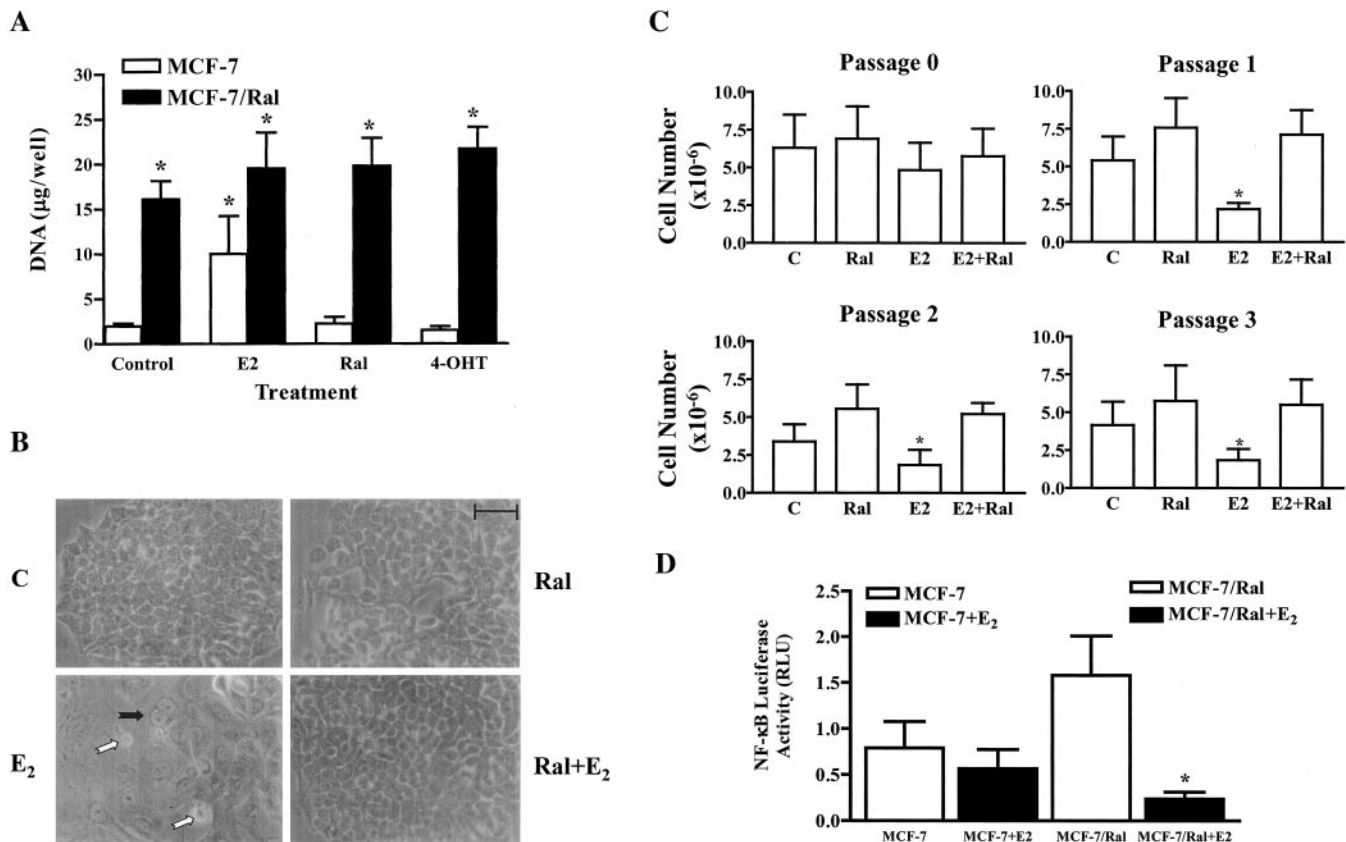 A
MCF-7
MCF-7/Ral
30
25
20
15
10
5
0
DNA (µg/well)
* * * * *
Control E2 Ral 4-OHT
Treatment
B
C Ral
E₂ Ral+E₂
C
Passage 0
10.0
7.5
5.0
2.5
0.0
Cell Number
(x10⁻⁶)
C Ral E2 E2+Ral
Passage 1
10.0
7.5
5.0
2.5
0.0
*
C Ral E2 E2+Ral
Passage 2
10.0
7.5
5.0
2.5
0.0
Cell Number
(x10⁻⁶)
*
C Ral E2 E2+Ral
Passage 3
10.0
7.5
5.0
2.5
0.0
*
C Ral E2 E2+Ral
D
MCF-7
MCF-7+E₂
MCF-7/Ral
MCF-7/Ral+E₂
2.5
2.0
1.5
1.0
0.5
0.0
NF-κB Luciferase
Activity (RLU)
*
MCF-7 MCF-7+E2 MCF-7/Ral MCF-7/Ral+E2